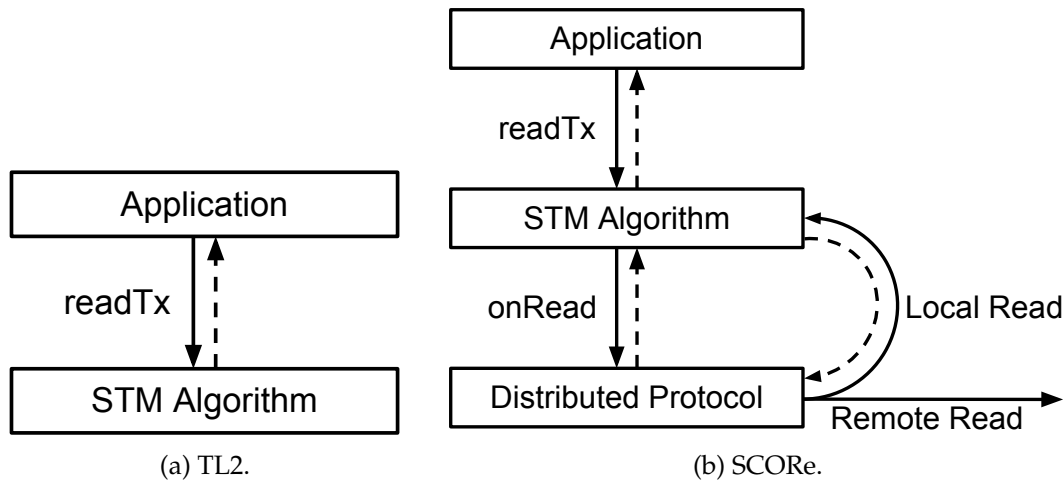 Application
readTx
STM Algorithm
(a) TL2.
Application
readTx
STM Algorithm
onRead
Local Read
Distributed Protocol
Remote Read
(b) SCORe.